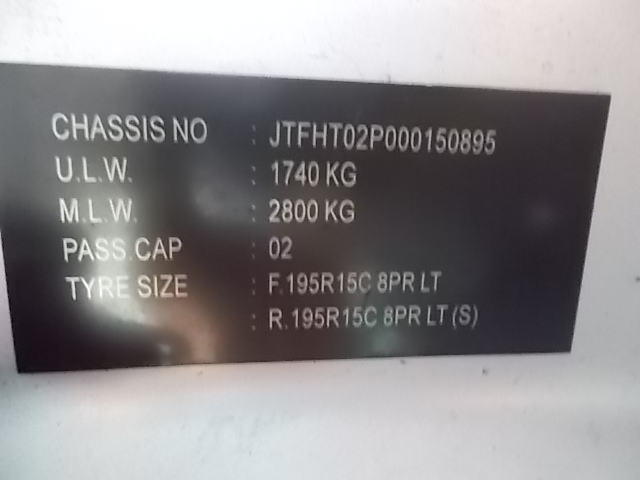 CHASSIS NO : JTFHT02P000150895
U.L.W. : 1740 KG
M.L.W. : 2800 KG
PASS.CAP : 02
TYRE SIZE : F.195R15C 8PR LT
: R.195R15C 8PR LT (S)